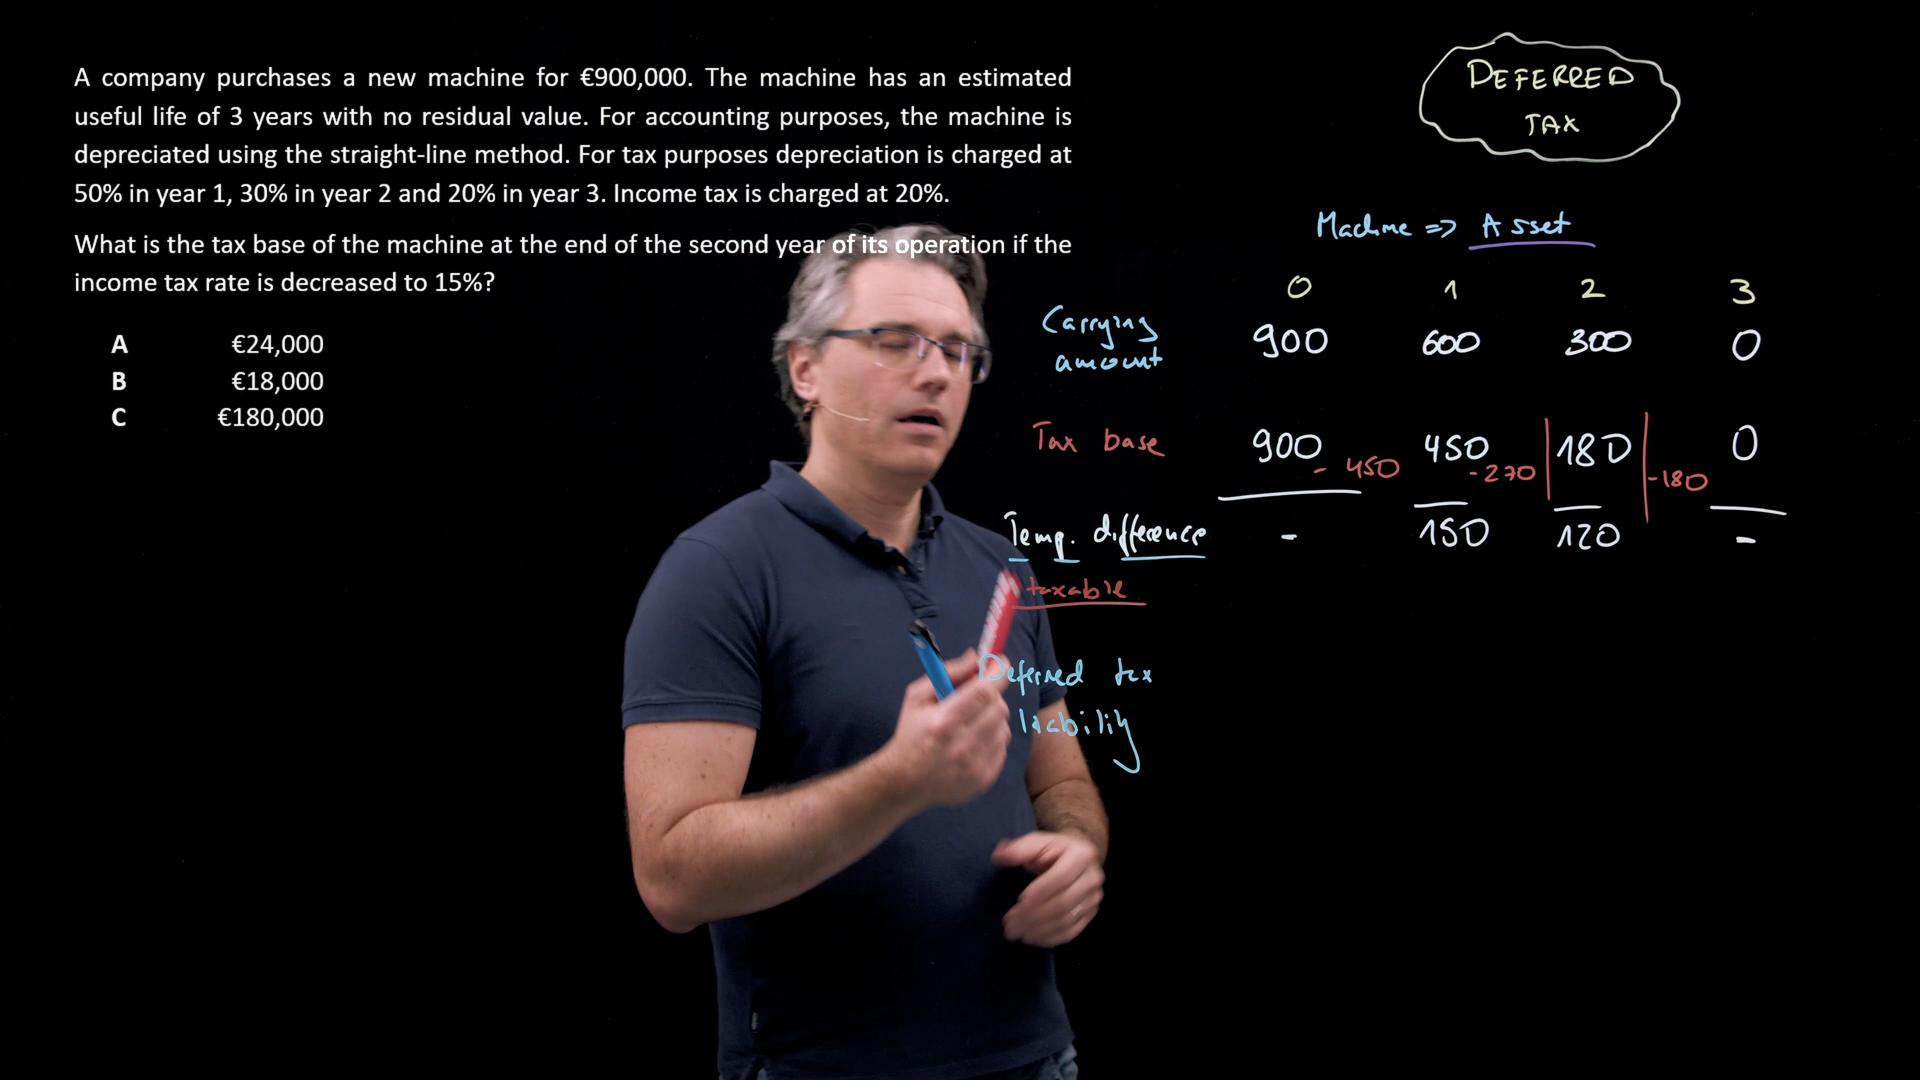 A company purchases a new machine for €900,000. The machine has an estimated
useful life of 3 years with no residual value. For accounting purposes, the machine is
depreciated using the straight-line method. For tax purposes depreciation is charged at
50% in year 1, 30% in year 2 and 20% in year 3. Income tax is charged at 20%.
What is the tax base of the machine at the end of the second year of its operation if the
income tax rate is decreased to 15%?
A €24,000
B €18,000
C €180,000
DEFERRED
TAX
Machine => Asset
0 1 2 3
Carrying
amount 900 600 300 0
Tax base 900 - 450 450 - 270 180 - 180 0
Temp. difference - 150 120 -
taxable
Deferred tax
liability